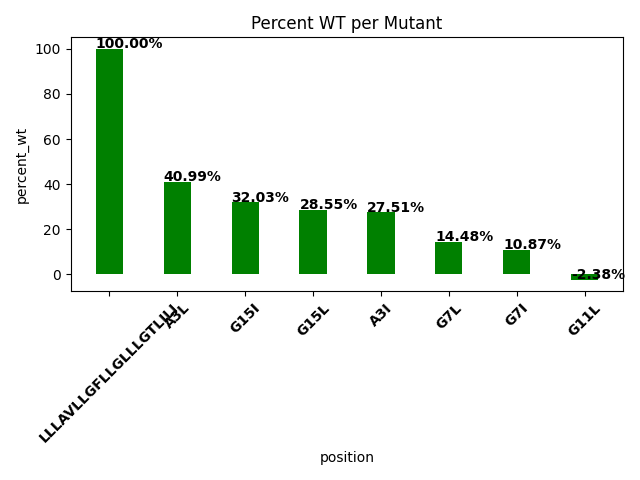 Percent WT per Mutant
percent_wt
100
80
60
40
20
0
100.00%
40.99%
32.03%
28.55%
27.51%
14.48%
10.87%
-2.38%
A3L
G15I
G15L
A3I
G7L
G7I
G11L
position